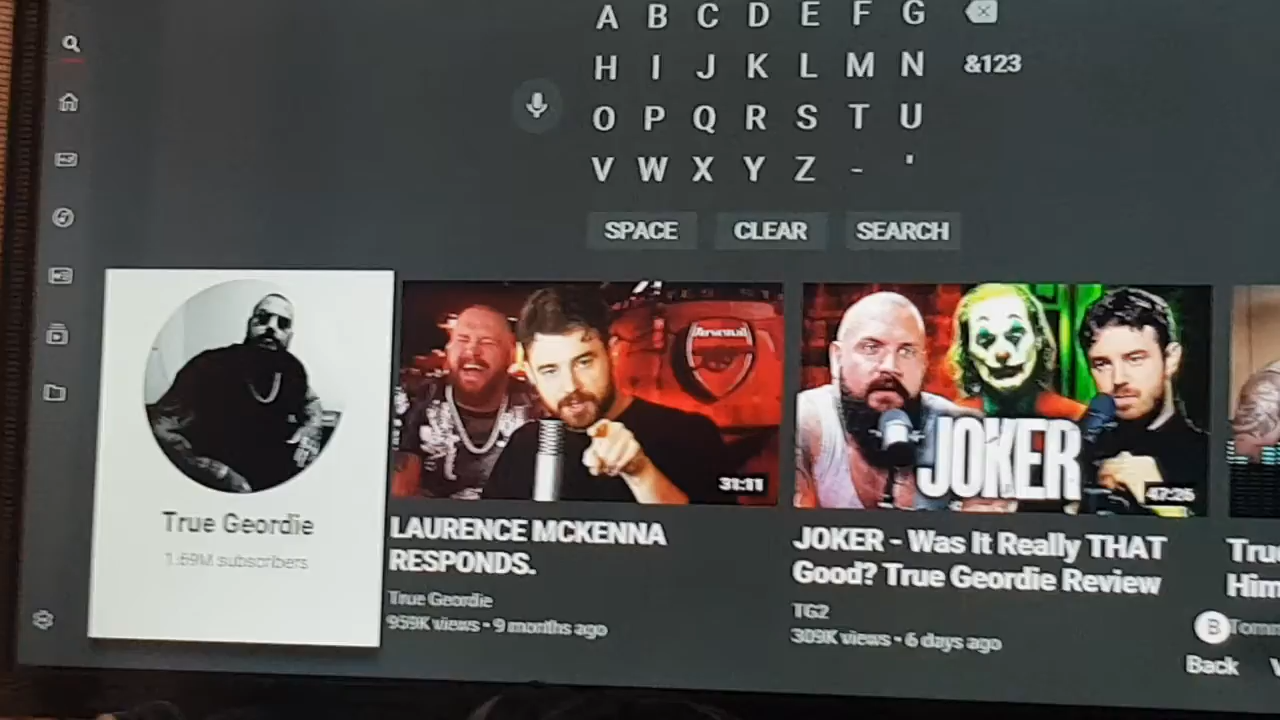 A B C D E F G
H I J K L M N &123
O P Q R S T U
V W X Y Z - '
SPACE CLEAR SEARCH
Arsenal
31:11
JOKER
47:26
True Geordie
1.69M subscribers
LAURENCE MCKENNA
RESPONDS.
True Geordie
959K views • 9 months ago
JOKER - Was It Really THAT
Good? True Geordie Review
TG2
309K views • 6 days ago
Him
B
Back